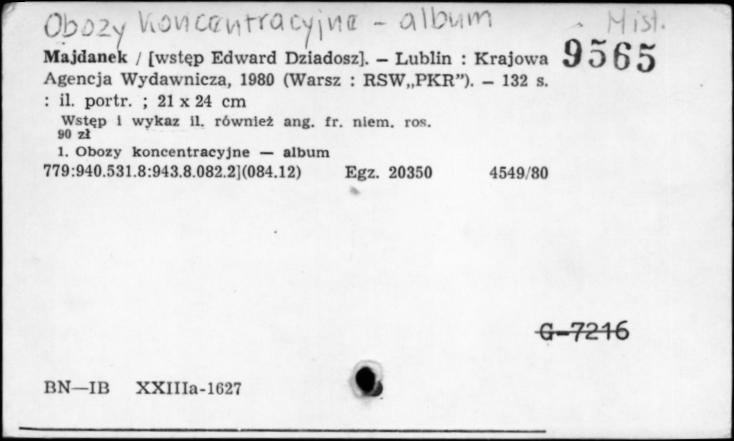 Obozy koncentracyjne - album Hist.
Majdanek / [wstęp Edward Dziadosz]. — Lublin : Krajowa 9565
Agencja Wydawnicza, 1980 (Warsz : RSW„PKR”). — 132 s.
: il. portr. ; 21 x 24 cm
Wstęp i wykaz il. również ang. fr. niem. ros.
90 zł
1. Obozy koncentracyjne — album
779:940.531.8:943.8.082.2](084.12) Egz. 20350 4549/80
G-7216
BN—IB XXIIIa-1627